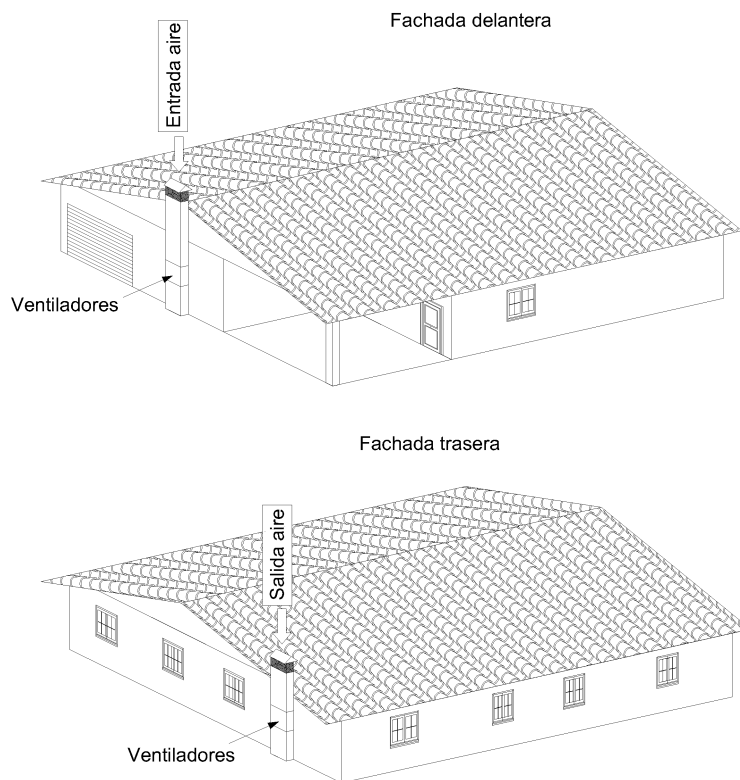 Fachada delantera
Entrada aire
Ventiladores
Fachada trasera
Salida aire
Ventiladores